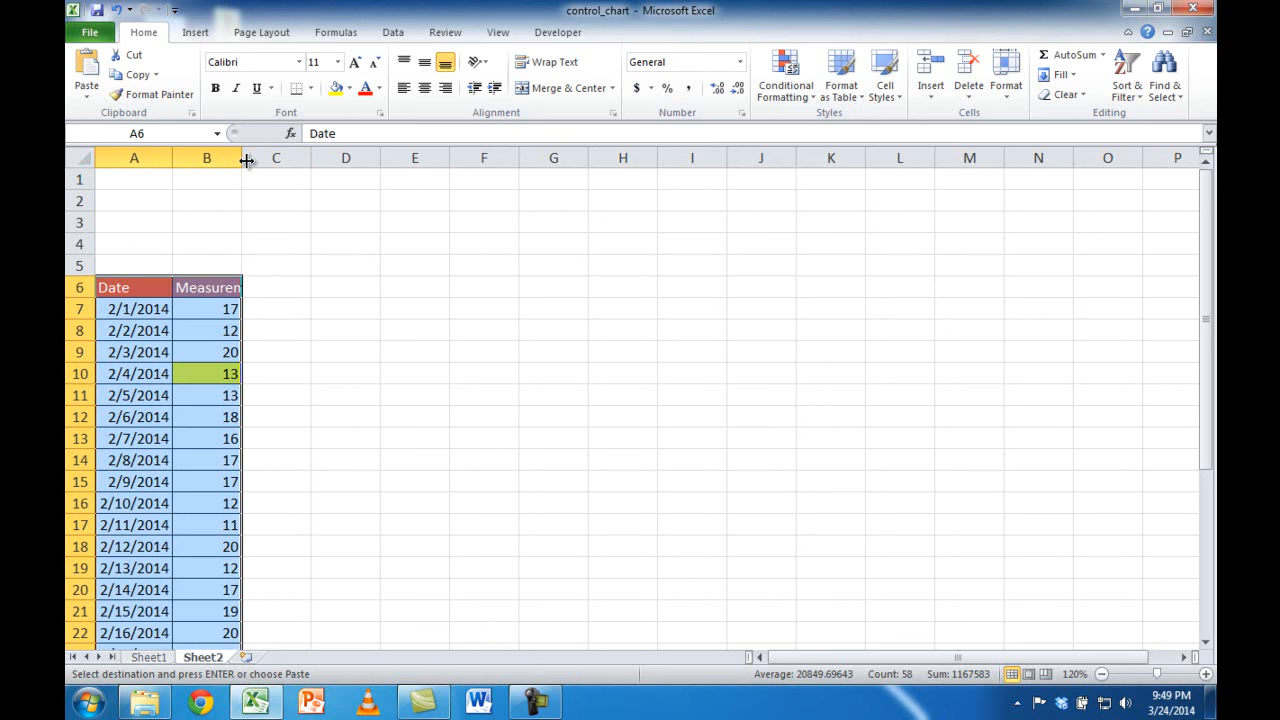 control_chart - Microsoft Excel
File Home Insert Page Layout Formulas Data Review View Developer
Paste
Cut
Copy
Format Painter
Clipboard
Calibri 11
B I U
Font
Wrap Text
Merge & Center
Alignment
General
$ % ,
Number
Conditional Formatting
Format as Table
Cell Styles
Styles
Insert Delete Format
Cells
Σ AutoSum
Fill
Clear
Sort & Filter
Find & Select
Editing
A6 fx Date
A B C D E F G H I J K L M N O P
1
2
3
4
5
6 Date Measuren
7 2/1/2014 17
8 2/2/2014 12
9 2/3/2014 20
10 2/4/2014 13
11 2/5/2014 13
12 2/6/2014 18
13 2/7/2014 16
14 2/8/2014 17
15 2/9/2014 17
16 2/10/2014 12
17 2/11/2014 11
18 2/12/2014 20
19 2/13/2014 12
20 2/14/2014 17
21 2/15/2014 19
22 2/16/2014 20
Sheet1 Sheet2
Select destination and press ENTER or choose Paste Average: 20849.69643 Count: 58 Sum: 1167583 120%
9:49 PM
3/24/2014